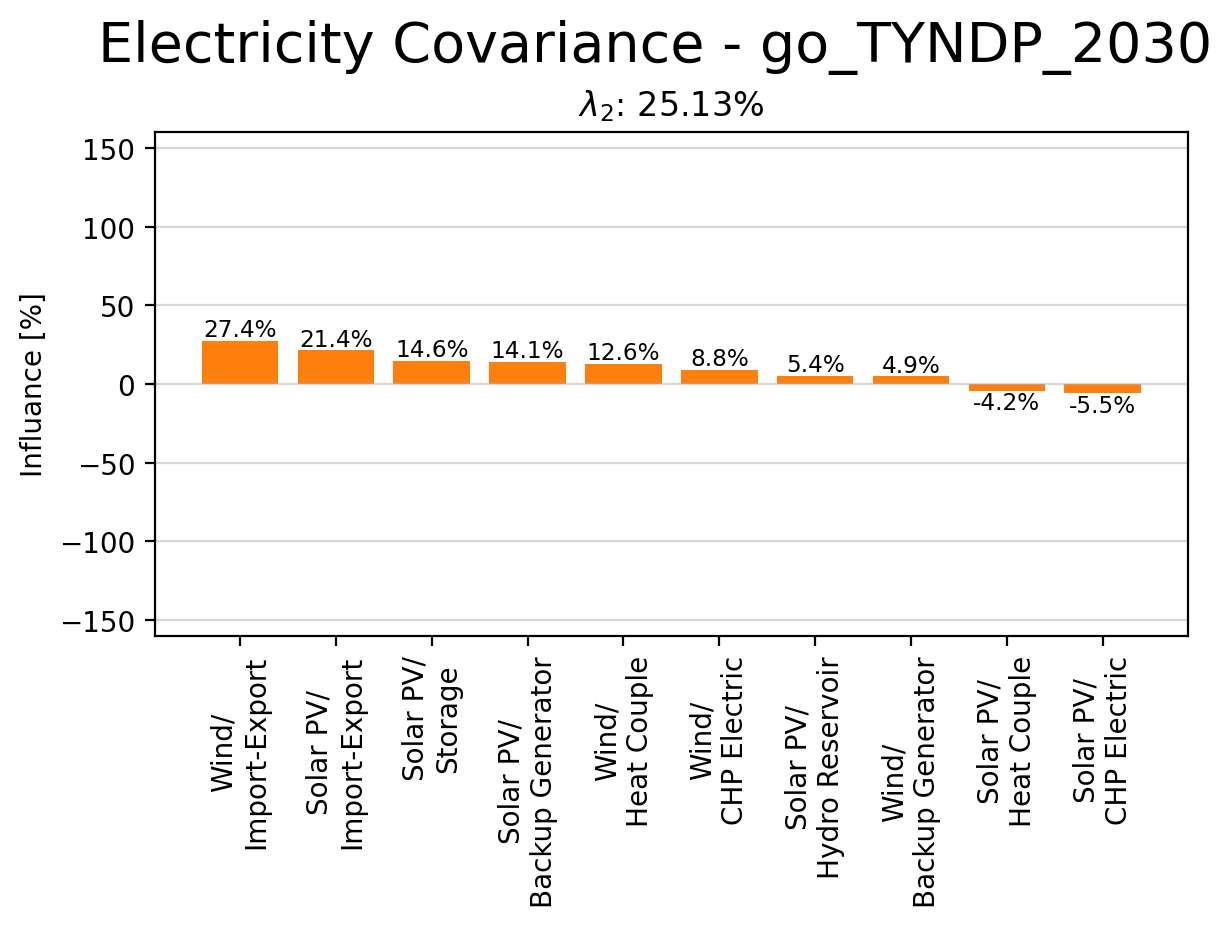 Electricity Covariance - go_TYNDP_2030
λ2: 25.13%
Influance [%]
150
100
50
0
−50
−100
−150
27.4%
21.4%
14.6%
14.1%
12.6%
8.8%
5.4%
4.9%
-4.2%
-5.5%
Wind/
Import-Export
Solar PV/
Import-Export
Solar PV/
Storage
Solar PV/
Backup Generator
Wind/
Heat Couple
Wind/
CHP Electric
Solar PV/
Hydro Reservoir
Wind/
Backup Generator
Solar PV/
Heat Couple
Solar PV/
CHP Electric